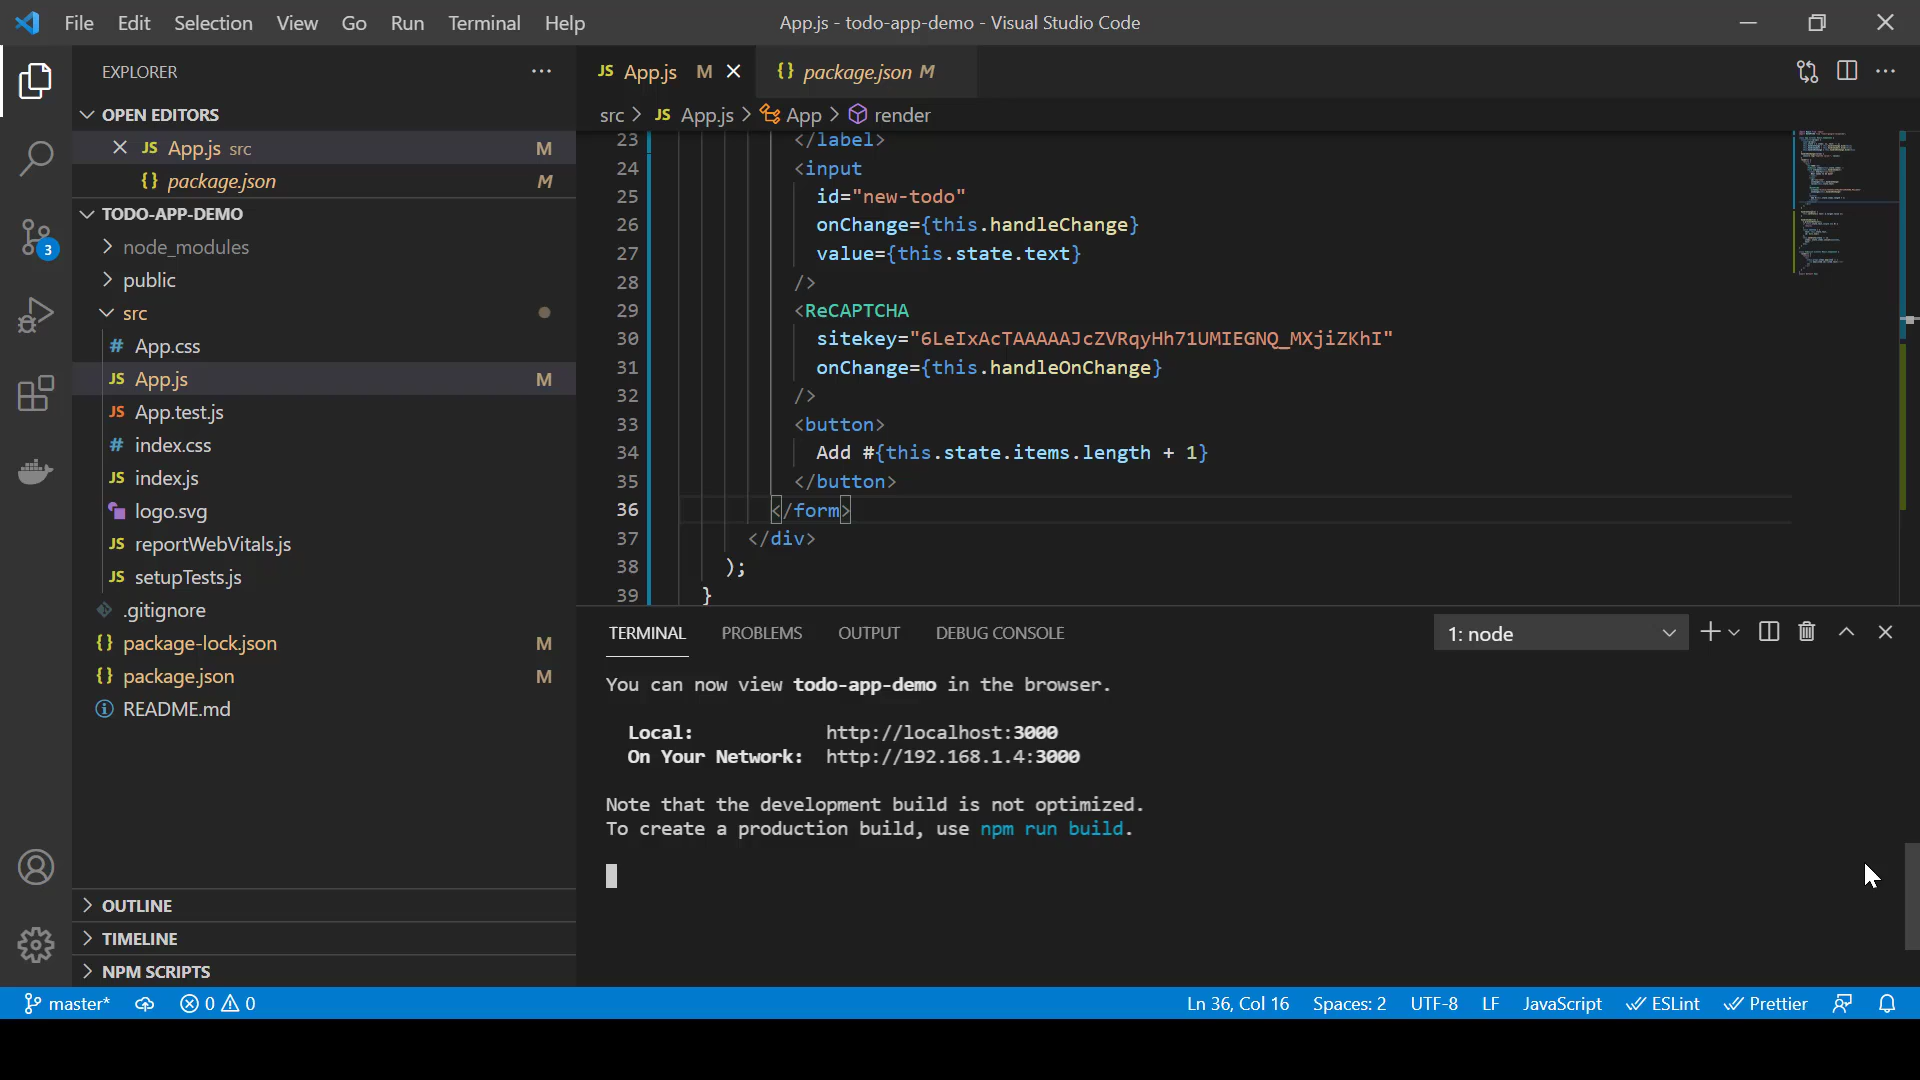 File Edit Selection View Go Run Terminal Help
App.js - todo-app-demo - Visual Studio Code
EXPLORER
OPEN EDITORS
JS App.js src M
{} package.json M
TODO-APP-DEMO
node_modules
public
src
# App.css
JS App.js M
JS App.test.js
# index.css
JS index.js
logo.svg
JS reportWebVitals.js
JS setupTests.js
.gitignore
{} package-lock.json M
{} package.json M
README.md
OUTLINE
TIMELINE
NPM SCRIPTS
3
JS App.js M
{} package.json M
src > JS App.js > App > render
23 </label>
24 <input
25 id="new-todo"
26 onChange={this.handleChange}
27 value={this.state.text}
28 />
29 <ReCAPTCHA
30 sitekey="6LeIxAcTAAAAAJcZVRqyHh71UMIEGNQ_MXjiZKhI"
31 onChange={this.handleOnChange}
32 />
33 <button>
34 Add #{this.state.items.length + 1}
35 </button>
36 </form>
37 </div>
38 );
39 }
TERMINAL PROBLEMS OUTPUT DEBUG CONSOLE
1: node
You can now view todo-app-demo in the browser.
Local: http://localhost:3000
On Your Network: http://192.168.1.4:3000
Note that the development build is not optimized.
To create a production build, use npm run build.
master* 0 0
Ln 36, Col 16 Spaces: 2 UTF-8 LF JavaScript ESLint Prettier